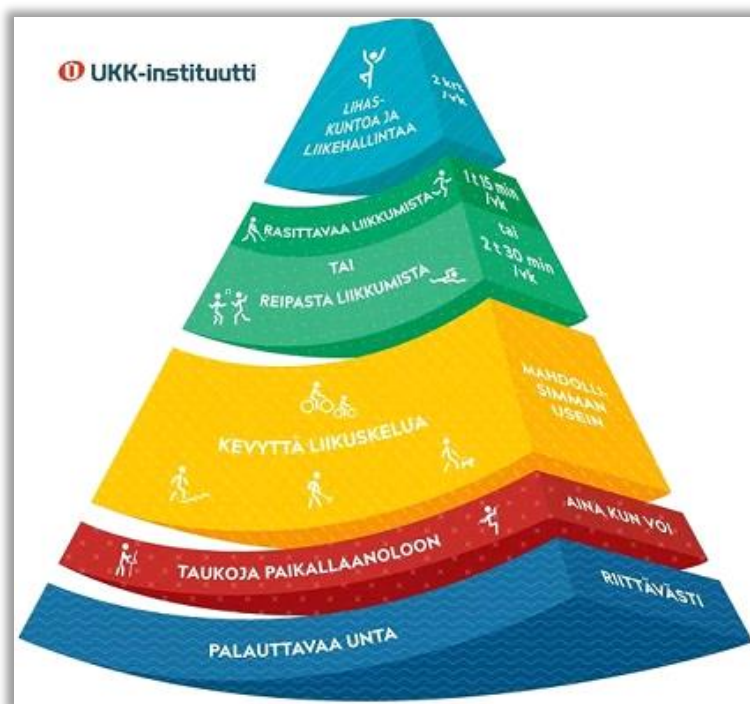 UKK-instituutti
LIHAS-
KUNTOA JA
LIIKEHALLINTAA
2 krt
/vk
RASITTAVAA LIIKKUMISTA
1 t 15 min
/vk
TAI
REIPASTA LIIKKUMISTA
tai
2 t 30 min
/vk
KEVYTTÄ LIIKUSKELUA
MAHDOLLI-
SIMMAN
USEIN
TAUKOJA PAIKALLAANOLOON
AINA KUN VOI
PALAUTTAVAA UNTA
RIITTÄVÄSTI